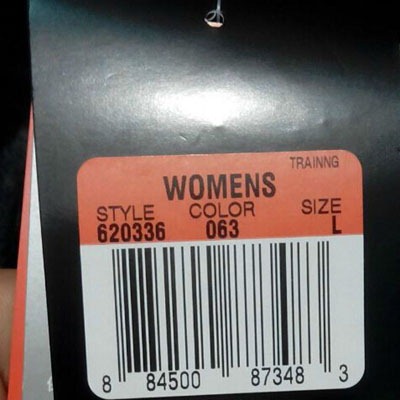 TRAINNG
WOMENS
STYLE COLOR SIZE
620336 063 L
8 84500 87348 3